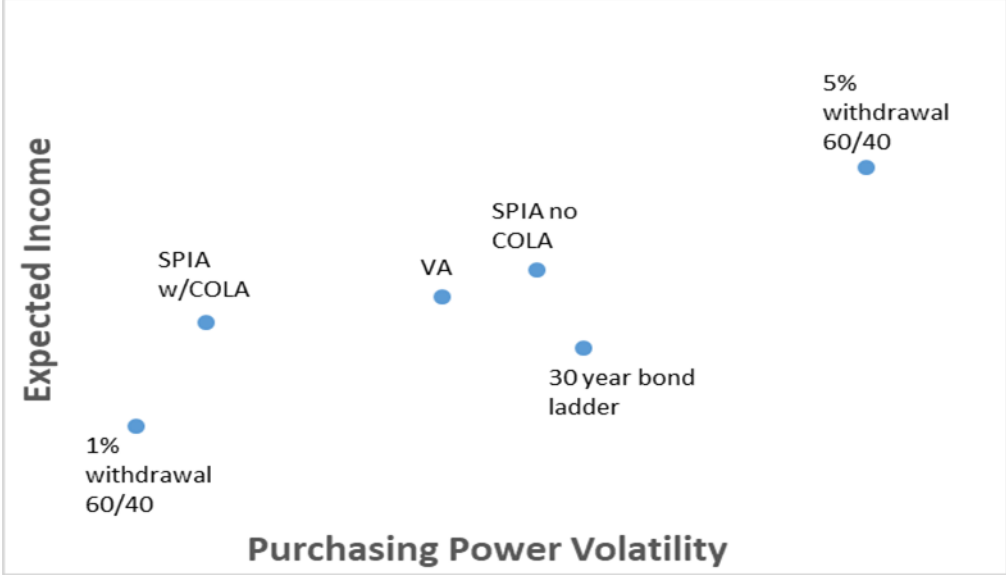 5%
withdrawal
60/40
SPIA no
COLA
SPIA
w/COLA
VA
30 year bond
ladder
1%
withdrawal
60/40
Expected Income
Purchasing Power Volatility